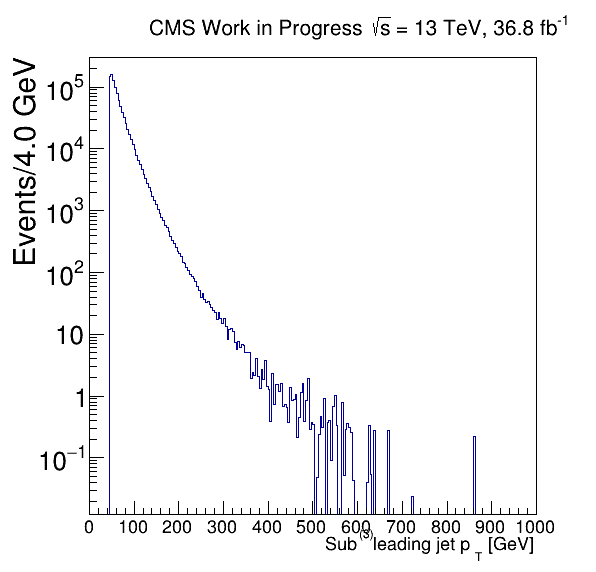 CMS Work in Progress √s = 13 TeV, 36.8 fb⁻¹
Events/4.0 GeV
10⁵
10⁴
10³
10²
10
1
10⁻¹
0 100 200 300 400 500 600 700 800 900 1000
Sub⁽³⁾leading jet p_T [GeV]